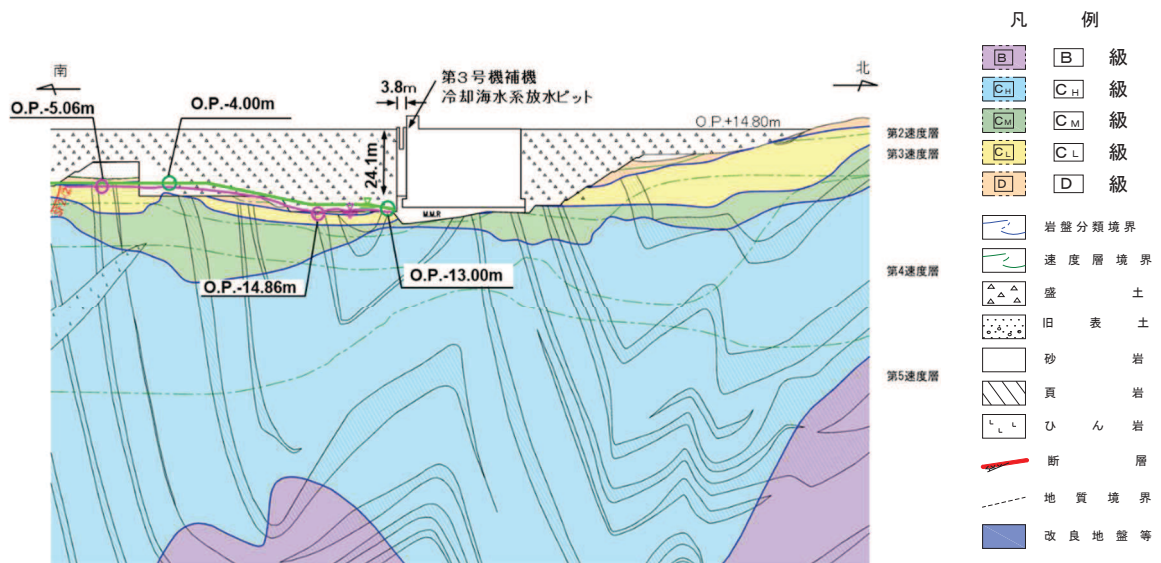 南
北
第3号機補機
冷却海水系放水ピット
3.8m
24.1m
O.P.-5.06m
O.P.-4.00m
O.P.+14.80m
O.P.-14.86m
O.P.-13.00m
M.M.R
第2速度層
第3速度層
第4速度層
第5速度層
凡 例
B B 級
CH CH 級
CM CM 級
CL CL 級
D D 級
岩盤分類境界
速度層境界
盛土
旧表土
砂岩
頁岩
ひん岩
断層
地質境界
改良地盤等